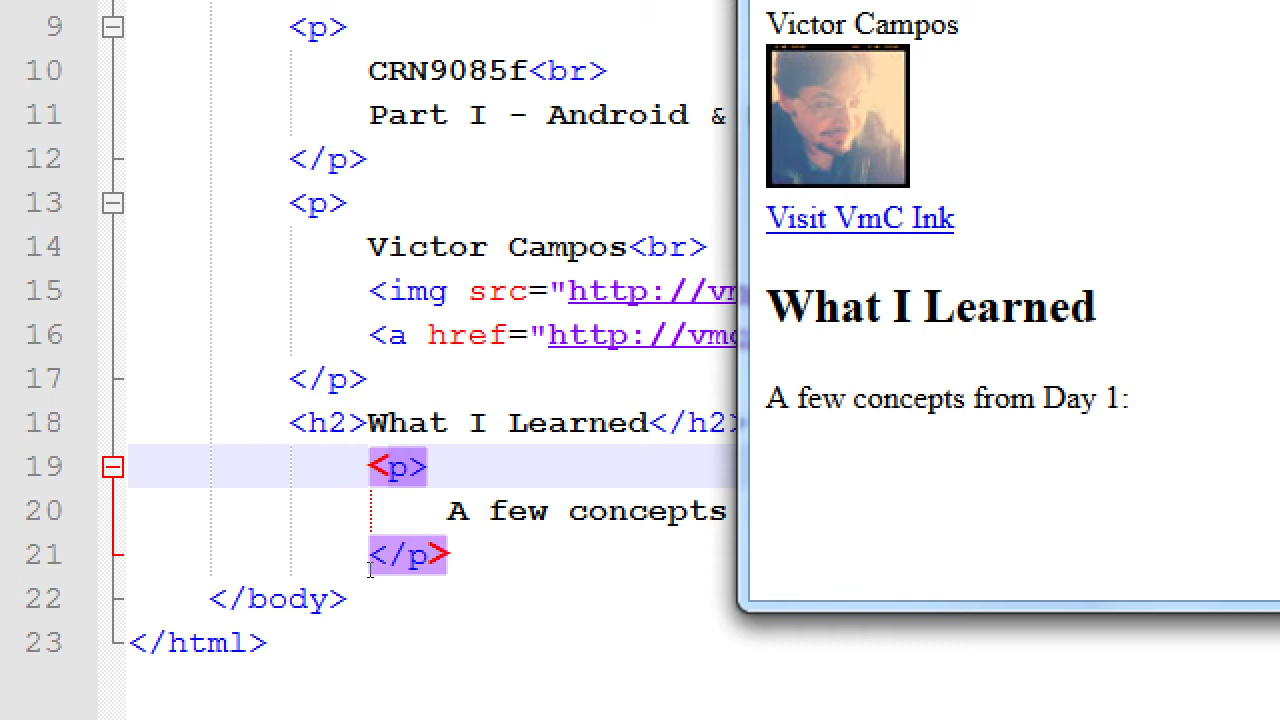 9 <p>
10 CRN9085f<br>
11 Part I - Android &
12 </p>
13 <p>
14 Victor Campos<br>
15 <img src="http://
16 <a href="http://vm
17 </p>
18 <h2>What I Learned</h2>
19 <p>
20 A few concepts
21 </p>
22 </body>
23 </html>
Victor Campos
Visit VmC Ink
What I Learned
A few concepts from Day 1: